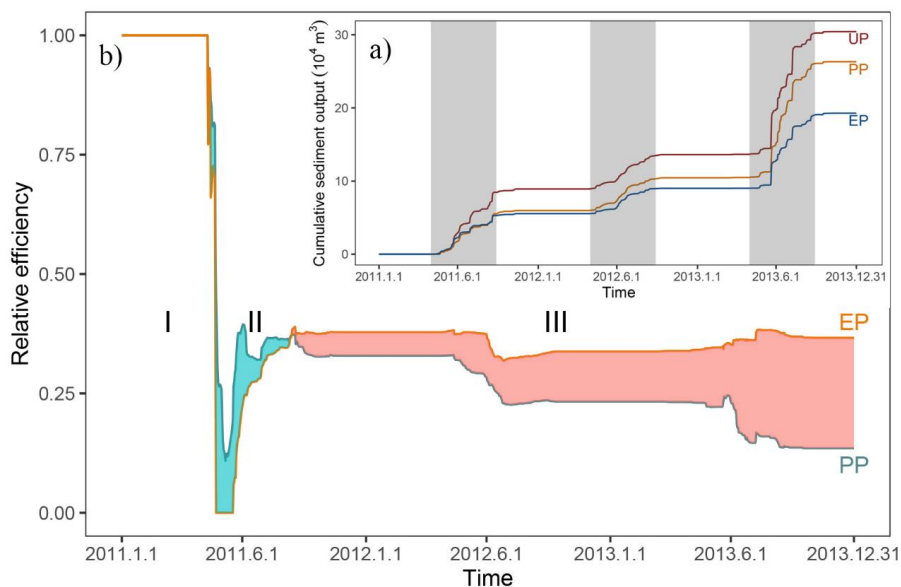 b)
Relative efficiency
1.00
0.75
0.50
0.25
0.00
I
II
III
EP
PP
2011.1.1
2011.6.1
2012.1.1
2012.6.1
2013.1.1
2013.6.1
2013.12.31
Time
a)
Cumulative sediment output (10⁴ m³)
30
20
10
0
UP
PP
EP
2011.1.1
2011.6.1
2012.1.1
2012.6.1
2013.1.1
2013.6.1
2013.12.31
Time